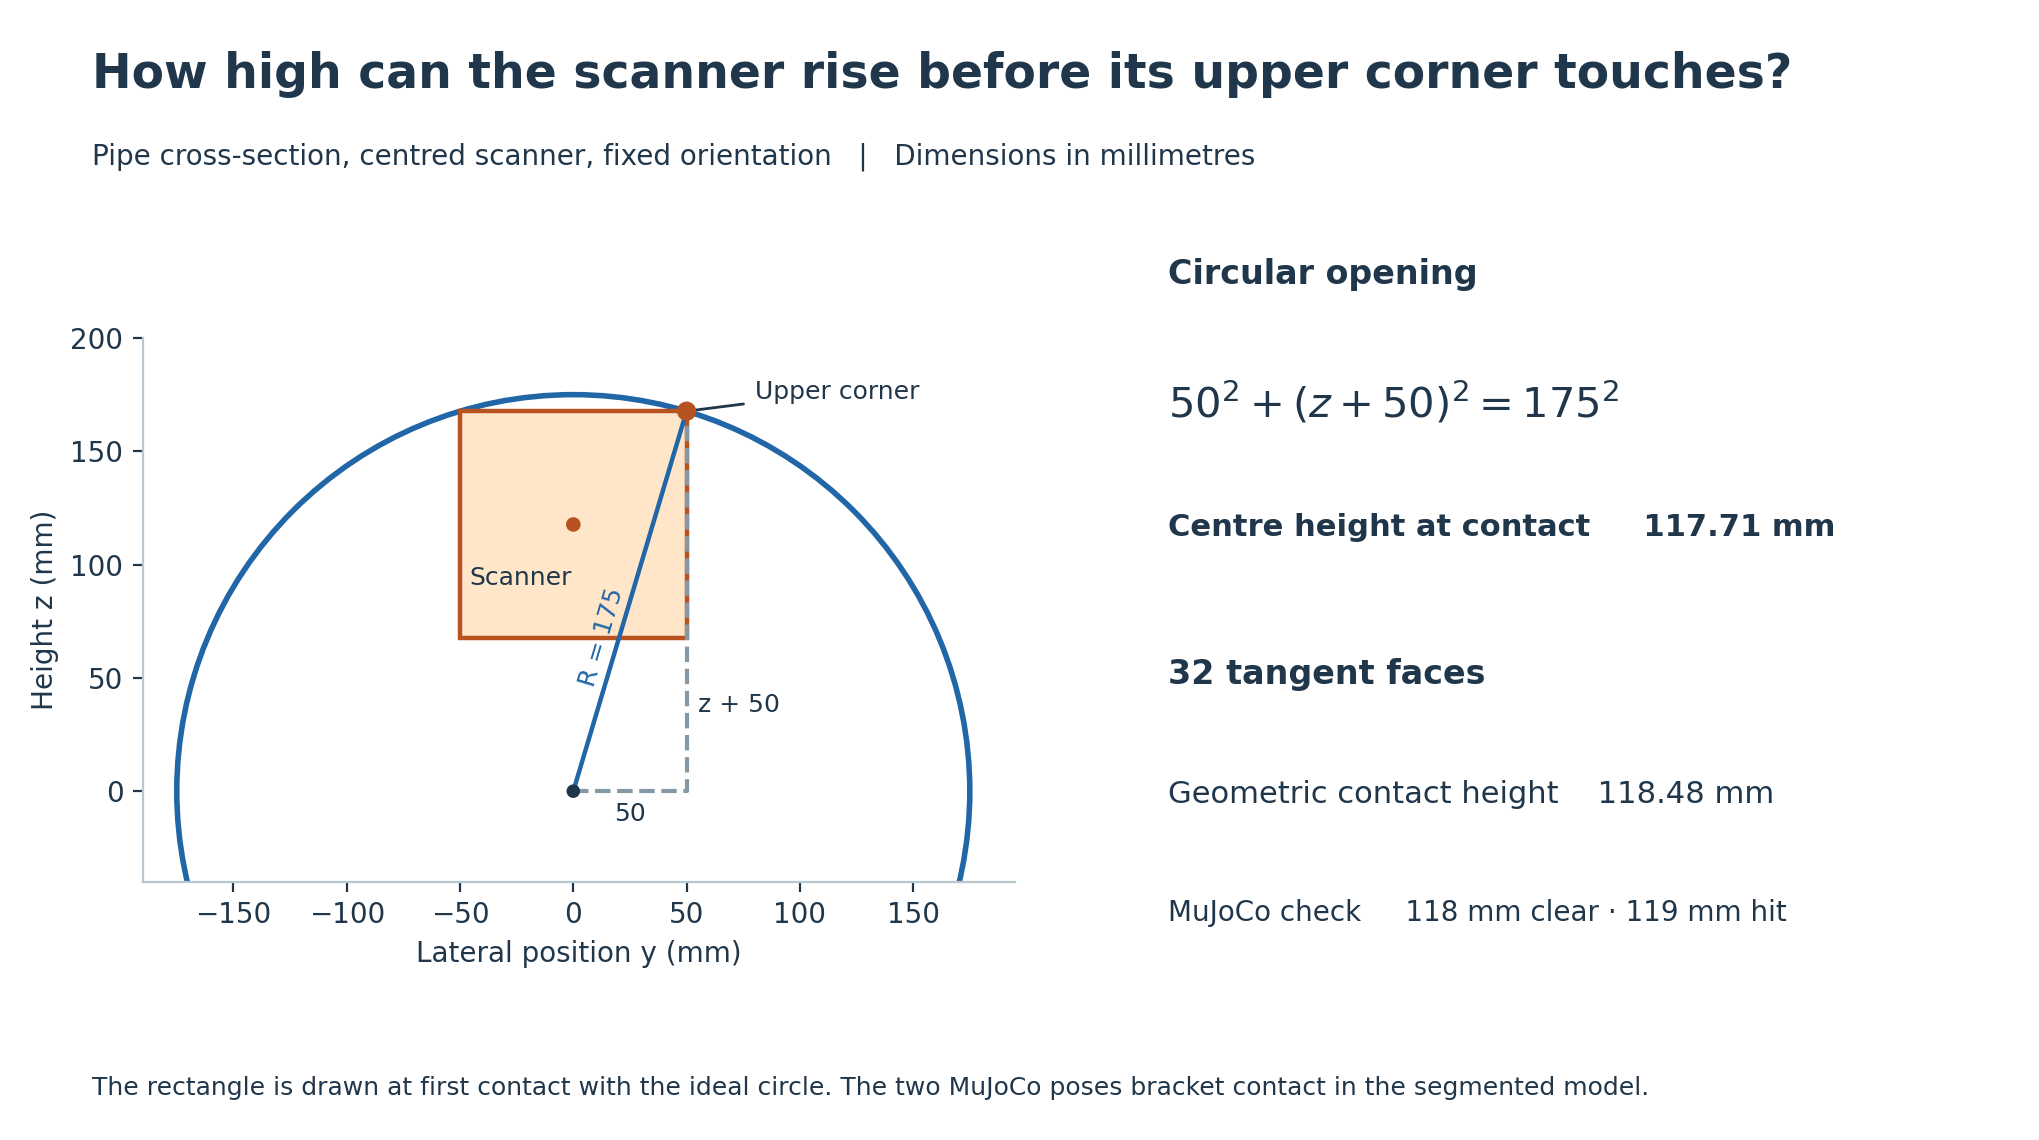 How high can the scanner rise before its upper corner touches?
Pipe cross-section, centred scanner, fixed orientation | Dimensions in millimetres
200
150
100
50
0
Height z (mm)
Upper corner
Scanner
R = 175
z + 50
50
−150 −100 −50 0 50 100 150
Lateral position y (mm)
Circular opening
50² + (z + 50)² = 175²
Centre height at contact 117.71 mm
32 tangent faces
Geometric contact height 118.48 mm
MuJoCo check 118 mm clear · 119 mm hit
The rectangle is drawn at first contact with the ideal circle. The two MuJoCo poses bracket contact in the segmented model.